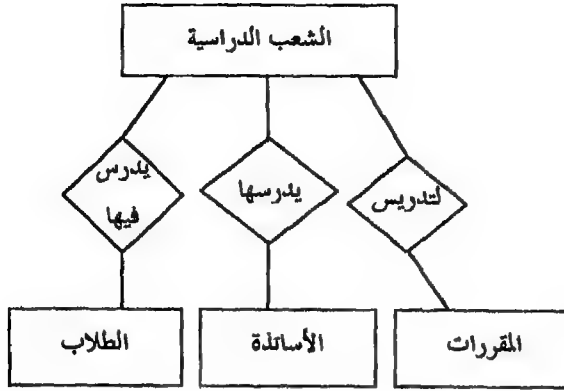 الشعب الدراسية
لتدريس
يدرسها
يدرس
فيها
المقررات
الأساتذة
الطلاب